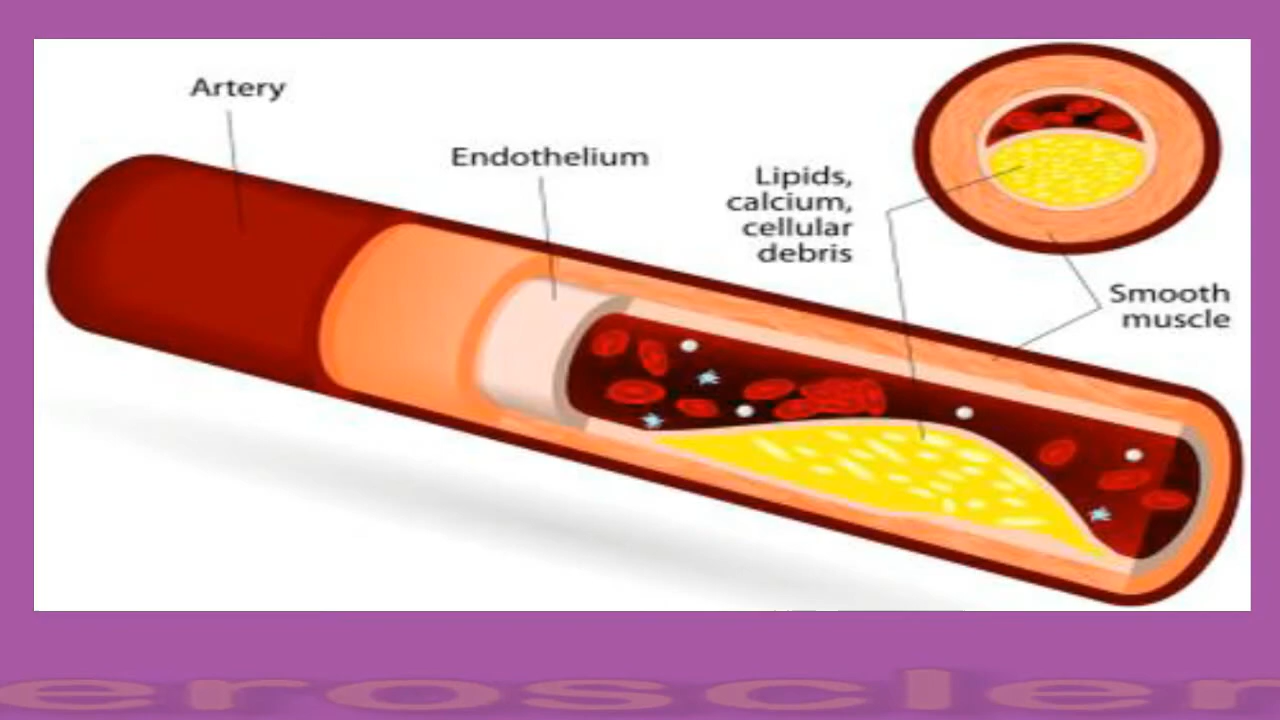 Artery
Endothelium
Lipids,
calcium,
cellular
debris
Smooth
muscle
eroscler